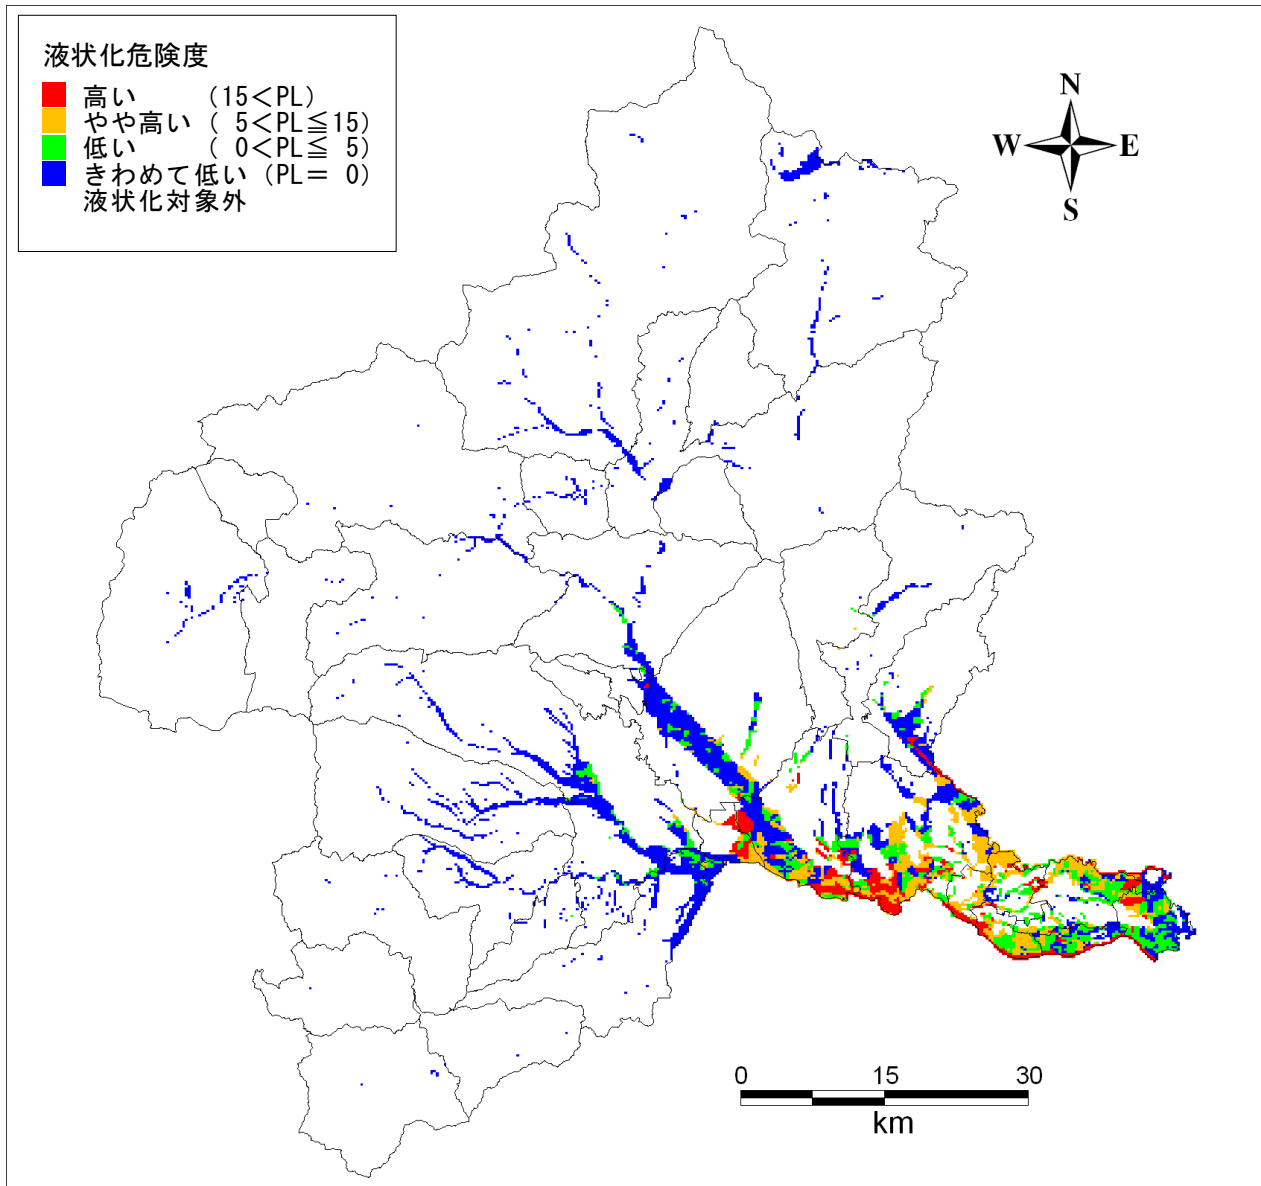 液状化危険度
高い (15＜PL)
やや高い ( 5＜PL≦15)
低い ( 0＜PL≦ 5)
きわめて低い (PL＝ 0)
液状化対象外
N
W E
S
0 15 30
km